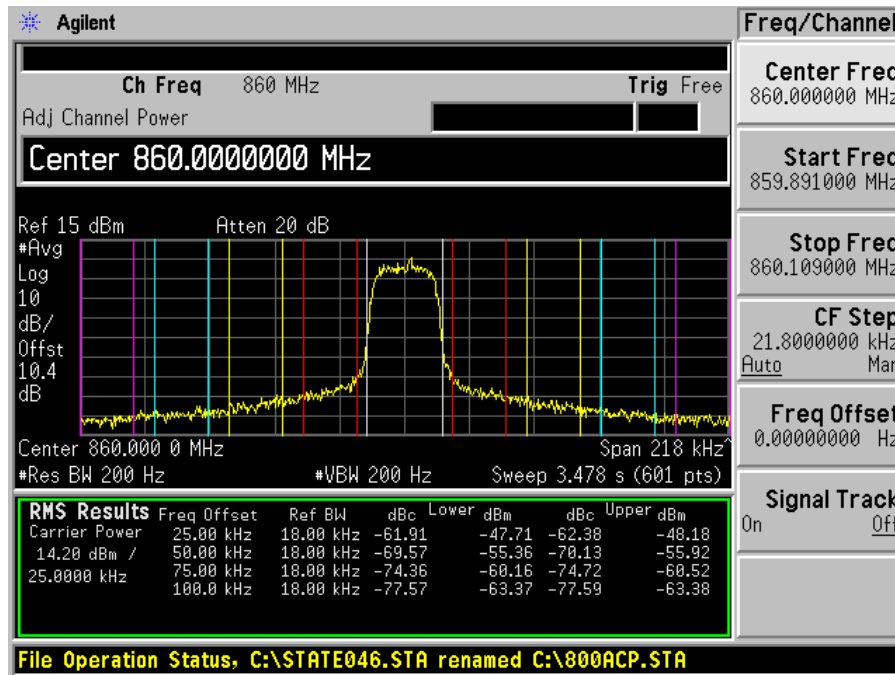 Agilent
Freq/Channel
Ch Freq 860 MHz Trig Free
Adj Channel Power
Center 860.0000000 MHz
Ref 15 dBm Atten 20 dB
#Avg
Log
10
dB/
Offst
10.4
dB
Center 860.000 0 MHz Span 218 kHz^
#Res BW 200 Hz #VBW 200 Hz Sweep 3.478 s (601 pts)
RMS Results Freq Offset Ref BW dBc Lower dBm dBc Upper dBm
Carrier Power 25.00 kHz 18.00 kHz -61.91 -47.71 -62.38 -48.18
14.20 dBm / 50.00 kHz 18.00 kHz -69.57 -55.36 -70.13 -55.92
25.0000 kHz 75.00 kHz 18.00 kHz -74.36 -60.16 -74.72 -60.52
100.0 kHz 18.00 kHz -77.57 -63.37 -77.59 -63.38
File Operation Status, C:\STATE046.STA renamed C:\800ACP.STA
Center Freq
860.000000 MHz
Start Freq
859.891000 MHz
Stop Freq
860.109000 MHz
CF Step
21.8000000 kHz
Auto Man
Freq Offset
0.00000000 Hz
Signal Track
On Off